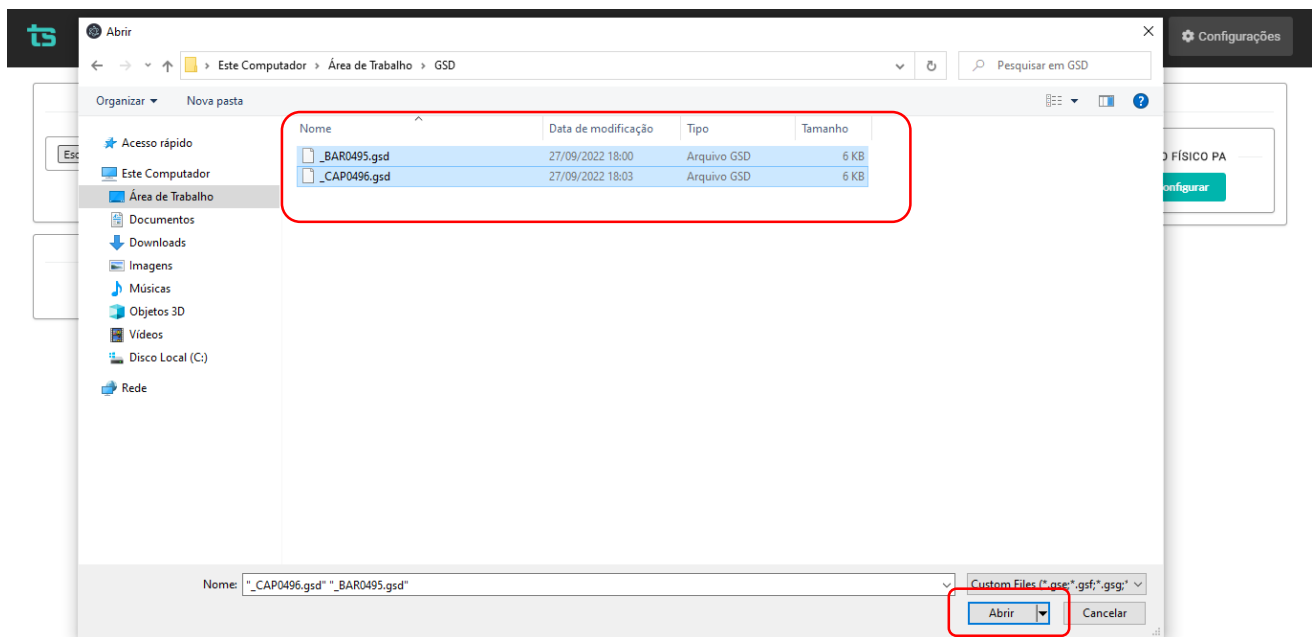 ts
Abrir
Configurações
Este Computador › Área de Trabalho › GSD
Pesquisar em GSD
Organizar
Nova pasta
Nome
Data de modificação
Tipo
Tamanho
_BAR0495.gsd
27/09/2022 18:00
Arquivo GSD
6 KB
_CAP0496.gsd
27/09/2022 18:03
Arquivo GSD
6 KB
Acesso rápido
Este Computador
Área de Trabalho
Documentos
Downloads
Imagens
Músicas
Objetos 3D
Vídeos
Disco Local (C:)
Rede
Esc
O FÍSICO PA
onfigurar
Nome: "_CAP0496.gsd" "_BAR0495.gsd"
Custom Files (*.gse;*.gsf;*.gsg;*
Abrir
Cancelar